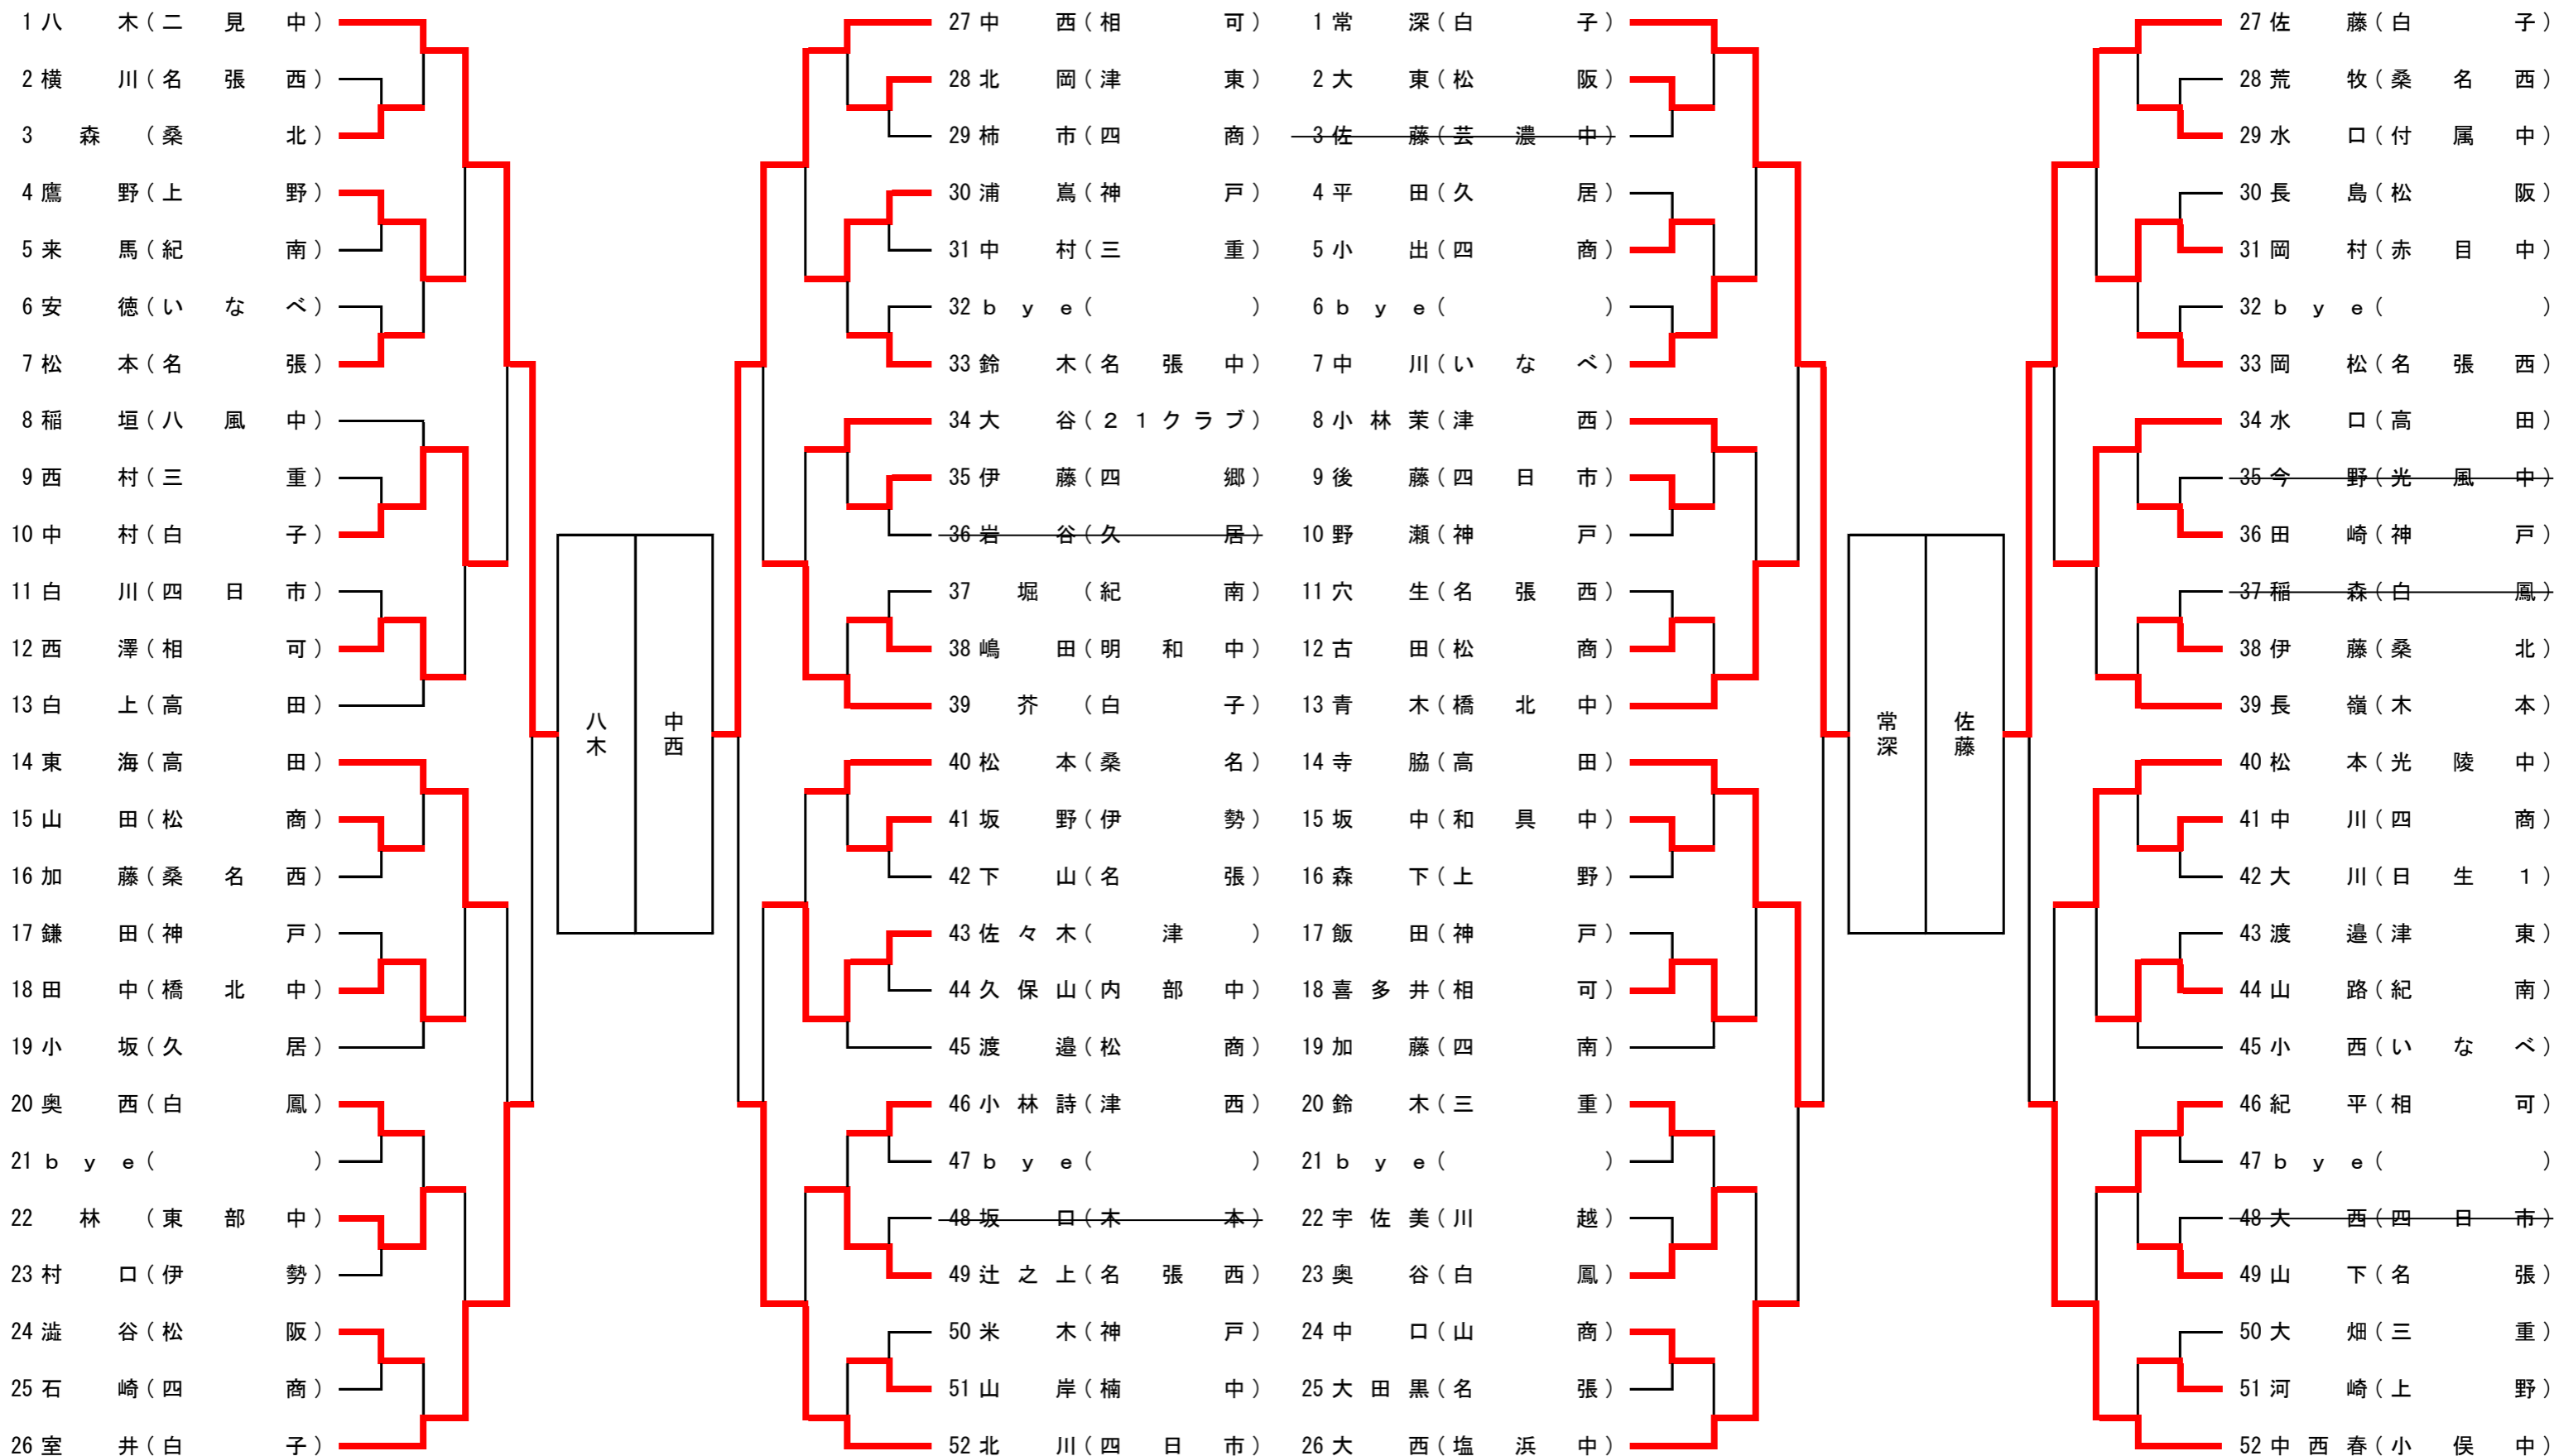 1 八木(二見中)
2 横川(名張西)
3 森(桑北)
4 鷹野(上野)
5 来馬(紀南)
6 安徳(いなべ)
7 松本(名張)
8 稲垣(八風中)
9 西村(三重)
10 中村(白子)
11 白川(四日市)
12 西澤(相可)
13 白上(高田)
14 東海(高田)
15 山田(松商)
16 加藤(桑名西)
17 鎌田(神戸)
18 田中(橋北中)
19 小坂(久居)
20 奥西(白鳳)
21 bye( )
22 林(東部中)
23 村口(伊勢)
24 澁谷(松阪)
25 石崎(四商)
26 室井(白子)
八木
中西
27 中西(相可)
28 北岡(津東)
29 柿市(四商)
30 浦嶌(神戸)
31 中村(三重)
32 bye( )
33 鈴木(名張中)
34 大谷(21クラブ)
35 伊藤(四郷)
36 岩谷(久居)
37 堀(紀南)
38 嶋田(明和中)
39 芥(白子)
40 松本(桑名)
41 坂野(伊勢)
42 下山(名張)
43 佐々木(津)
44 久保山(内部中)
45 渡邉(松商)
46 小林詩(津西)
47 bye( )
48 坂口(木本)
49 辻之上(名張西)
50 米木(神戸)
51 山岸(楠中)
52 北川(四日市)
1 常深(白子)
2 大東(松阪)
3 佐藤(芸濃中)
4 平田(久居)
5 小出(四商)
6 bye( )
7 中川(いなべ)
8 小林茉(津西)
9 後藤(四日市)
10 野瀬(神戸)
11 穴生(名張西)
12 古田(松商)
13 青木(橋北中)
14 寺脇(高田)
15 坂中(和具中)
16 森下(上野)
17 飯田(神戸)
18 喜多井(相可)
19 加藤(四南)
20 鈴木(三重)
21 bye( )
22 宇佐美(川越)
23 奥谷(白鳳)
24 中口(山商)
25 大田黒(名張)
26 大西(塩浜中)
常深
佐藤
27 佐藤(白子)
28 荒牧(桑名西)
29 水口(付属中)
30 長島(松阪)
31 岡村(赤目中)
32 bye( )
33 岡松(名張西)
34 水口(高田)
35 今野(光風中)
36 田崎(神戸)
37 稲森(白鳳)
38 伊藤(桑北)
39 長嶺(木本)
40 松本(光陵中)
41 中川(四商)
42 大川(日生1)
43 渡邉(津東)
44 山路(紀南)
45 小西(いなべ)
46 紀平(相可)
47 bye( )
48 大西(四日市)
49 山下(名張)
50 大畑(三重)
51 河崎(上野)
52 中西春(小俣中)